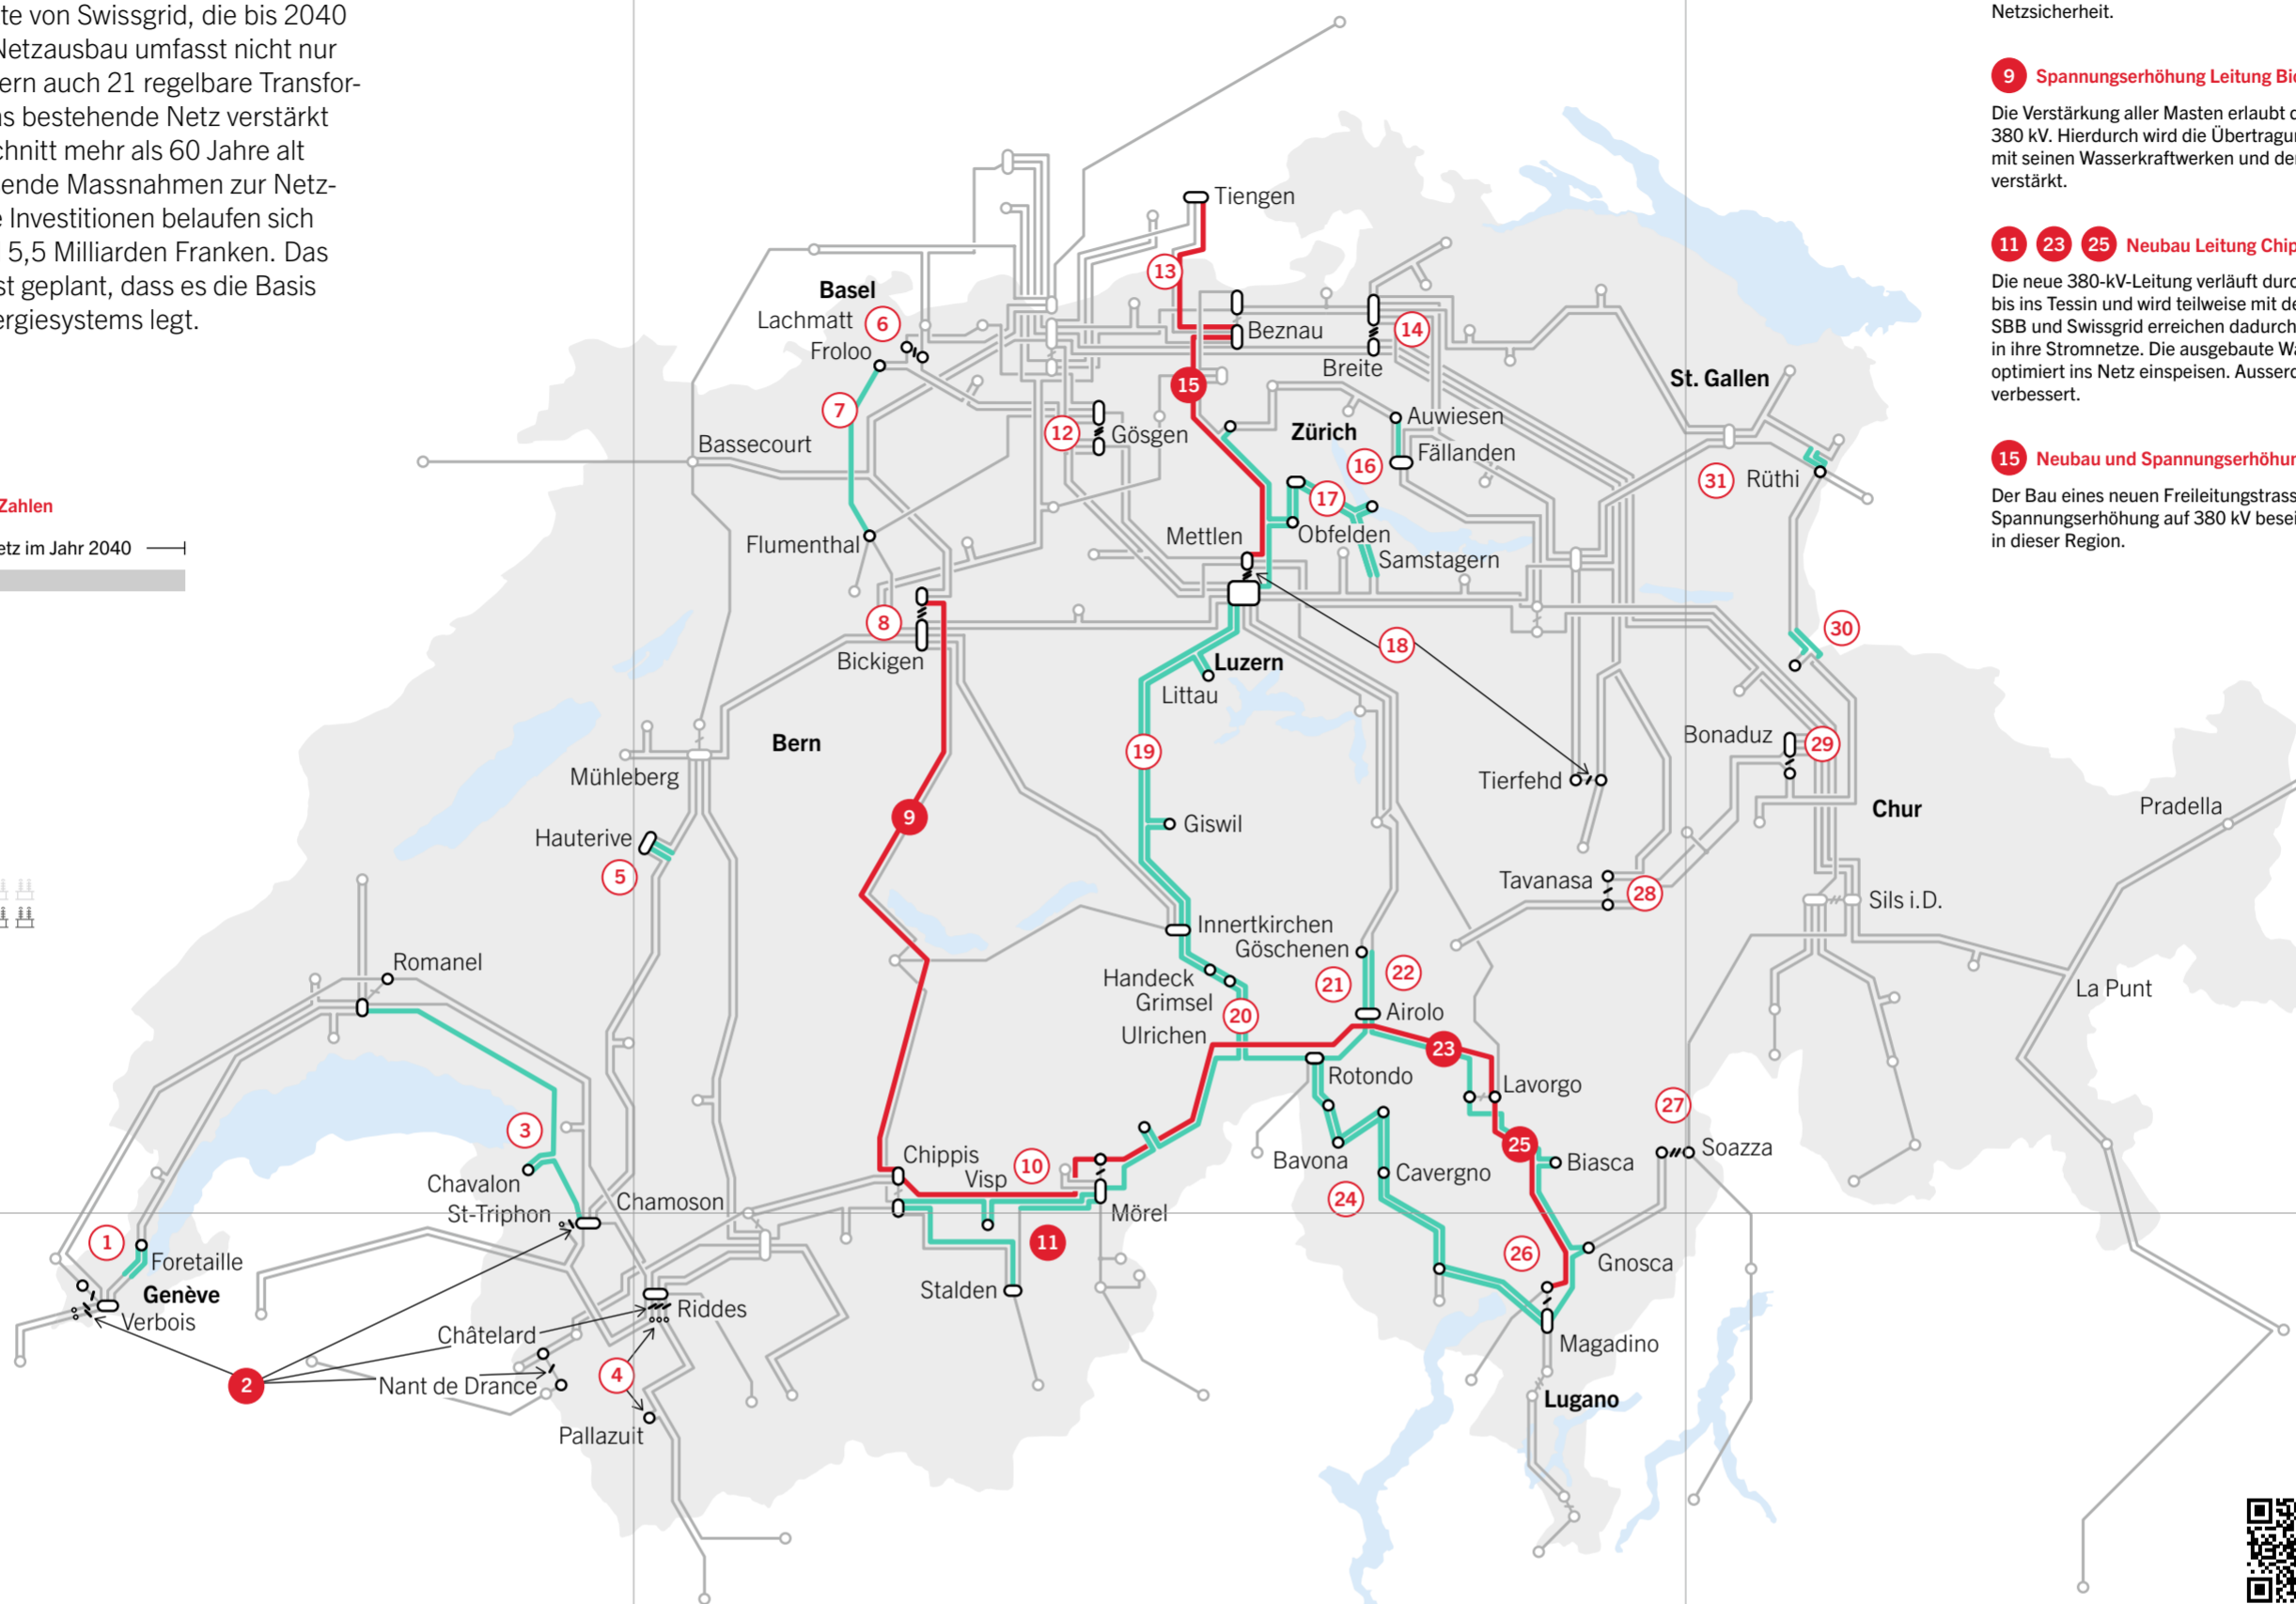 te von Swissgrid, die bis 2040
Netzausbau umfasst nicht nur
ern auch 21 regelbare Transfor-
s bestehende Netz verstärkt
chnitt mehr als 60 Jahre alt
ende Massnahmen zur Netz-
e Investitionen belaufen sich
5,5 Milliarden Franken. Das
st geplant, dass es die Basis
ergiesystems legt.
Zahlen
etz im Jahr 2040
Tiengen
13
Basel
Lachmatt
6
Froloo
Beznau
14
Breite
7
15
St. Gallen
Auwiesen
12
Gösgen
Zürich
Bassecourt
Fällanden
16
31
Rüthi
17
Mettlen
Obfelden
Flumenthal
Samstagern
8
30
18
Bickigen
Luzern
Littau
Bern
Bonaduz
29
19
Mühleberg
Tierfehd
Chur
Pradella
9
Giswil
Hauterive
5
Tavanasa
28
Sils i.D.
Innertkirchen
Göschenen
Romanel
Handeck
21
22
Grimsel
La Punt
20
Airolo
Ulrichen
23
Rotondo
Lavorgo
27
3
25
Soazza
Chippis
Visp
10
Bavona
Biasca
Cavergno
Chavalon
24
St-Triphon
Chamoson
Mörel
1
11
26
Foretaille
Gnosca
Genève
Stalden
Verbois
Riddes
Châtelard
Magadino
2
Nant de Drance
4
Lugano
Pallazuit
Netzsicherheit.
9 Spannungserhöhung Leitung Bi
Die Verstärkung aller Masten erlaubt
380 kV. Hierdurch wird die Übertragu
mit seinen Wasserkraftwerken und de
verstärkt.
11 23 25 Neubau Leitung Chip
Die neue 380-kV-Leitung verläuft durc
bis ins Tessin und wird teilweise mit de
SBB und Swissgrid erreichen dadurch
in ihre Stromnetze. Die ausgebaute Wa
optimiert ins Netz einspeisen. Ausserd
verbessert.
15 Neubau und Spannungserhöhun
Der Bau eines neuen Freileitungstrass
Spannungserhöhung auf 380 kV besei
in dieser Region.